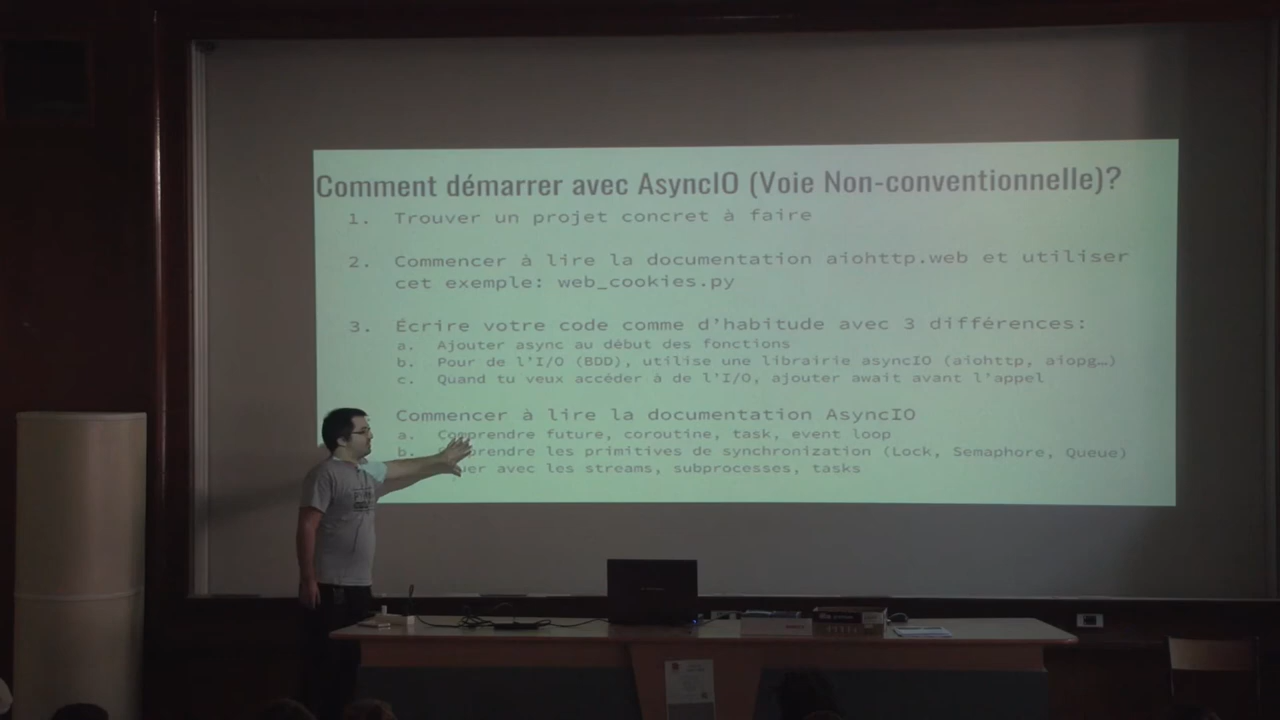 Comment démarrer avec AsyncIO (Voie Non-conventionnelle)?
1. Trouver un projet concret à faire
2. Commencer à lire la documentation aiohttp.web et utiliser
cet exemple: web_cookies.py
3. Écrire votre code comme d'habitude avec 3 différences:
a. Ajouter async au début des fonctions
b. Pour de l'I/O (BDD), utilise une librairie asyncIO (aiohttp, aiopg…)
c. Quand tu veux accéder à de l'I/O, ajouter await avant l'appel
Commencer à lire la documentation AsyncIO
a. Comprendre future, coroutine, task, event loop
b. les primitives de synchronization (Lock, Semaphore, Queue)
avec les streams, subprocesses, tasks